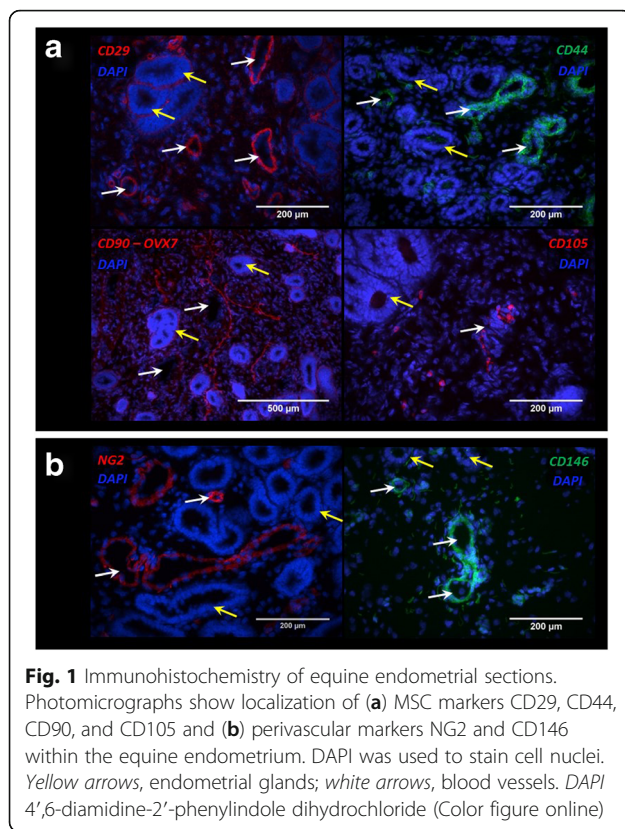 a
CD29
DAPI
200 µm
CD44
DAPI
200 µm
CD90 – OVX7
DAPI
500 µm
CD105
DAPI
200 µm
b
NG2
DAPI
200 µm
CD146
DAPI
200 µm
Fig. 1 Immunohistochemistry of equine endometrial sections.
Photomicrographs show localization of (a) MSC markers CD29, CD44,
CD90, and CD105 and (b) perivascular markers NG2 and CD146
within the equine endometrium. DAPI was used to stain cell nuclei.
Yellow arrows, endometrial glands; white arrows, blood vessels. DAPI
4′,6-diamidine-2′-phenylindole dihydrochloride (Color figure online)